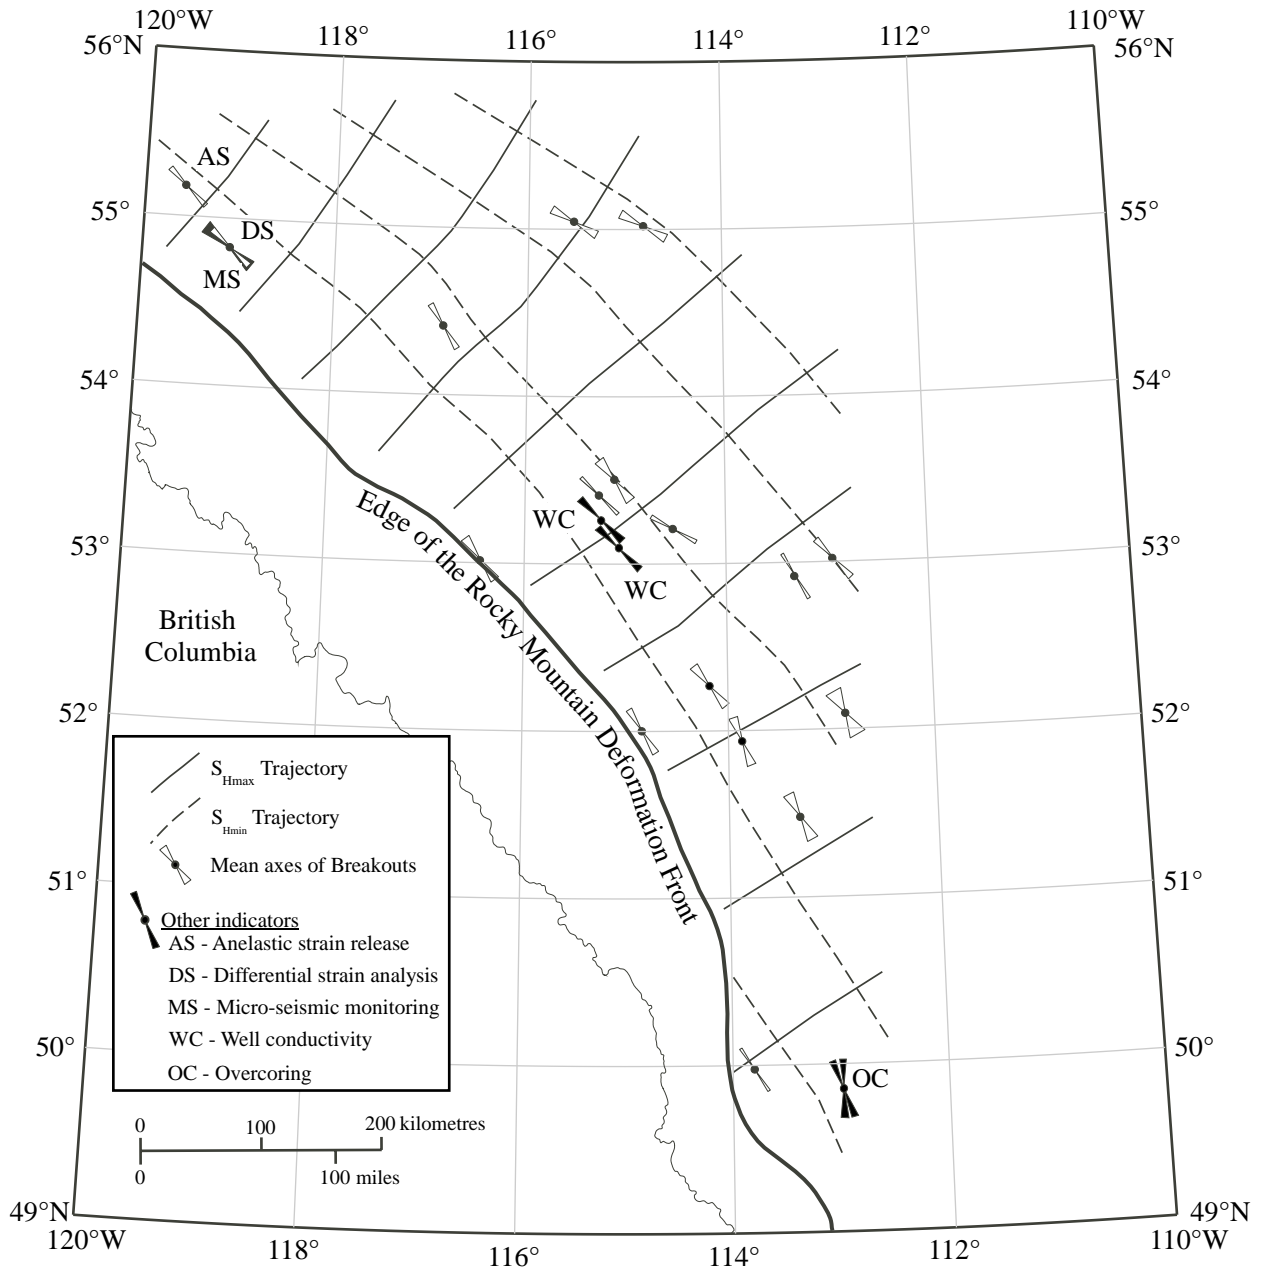 120°W
110°W
56°N
118°
116°
114°
112°
56°N
AS
55°
DS
55°
MS
54°
54°
WC
53°
Edge of the Rocky Mountain Deformation Front
53°
WC
British
Columbia
52°
52°
S Hmax Trajectory
S Hmin Trajectory
Mean axes of Breakouts
51°
51°
Other indicators
AS - Anelastic strain release
DS - Differential strain analysis
MS - Micro-seismic monitoring
WC - Well conductivity
OC - Overcoring
50°
50°
OC
0 100 200 kilometres
0 100 miles
49°N
49°N
120°W
118°
116°
114°
112°
110°W